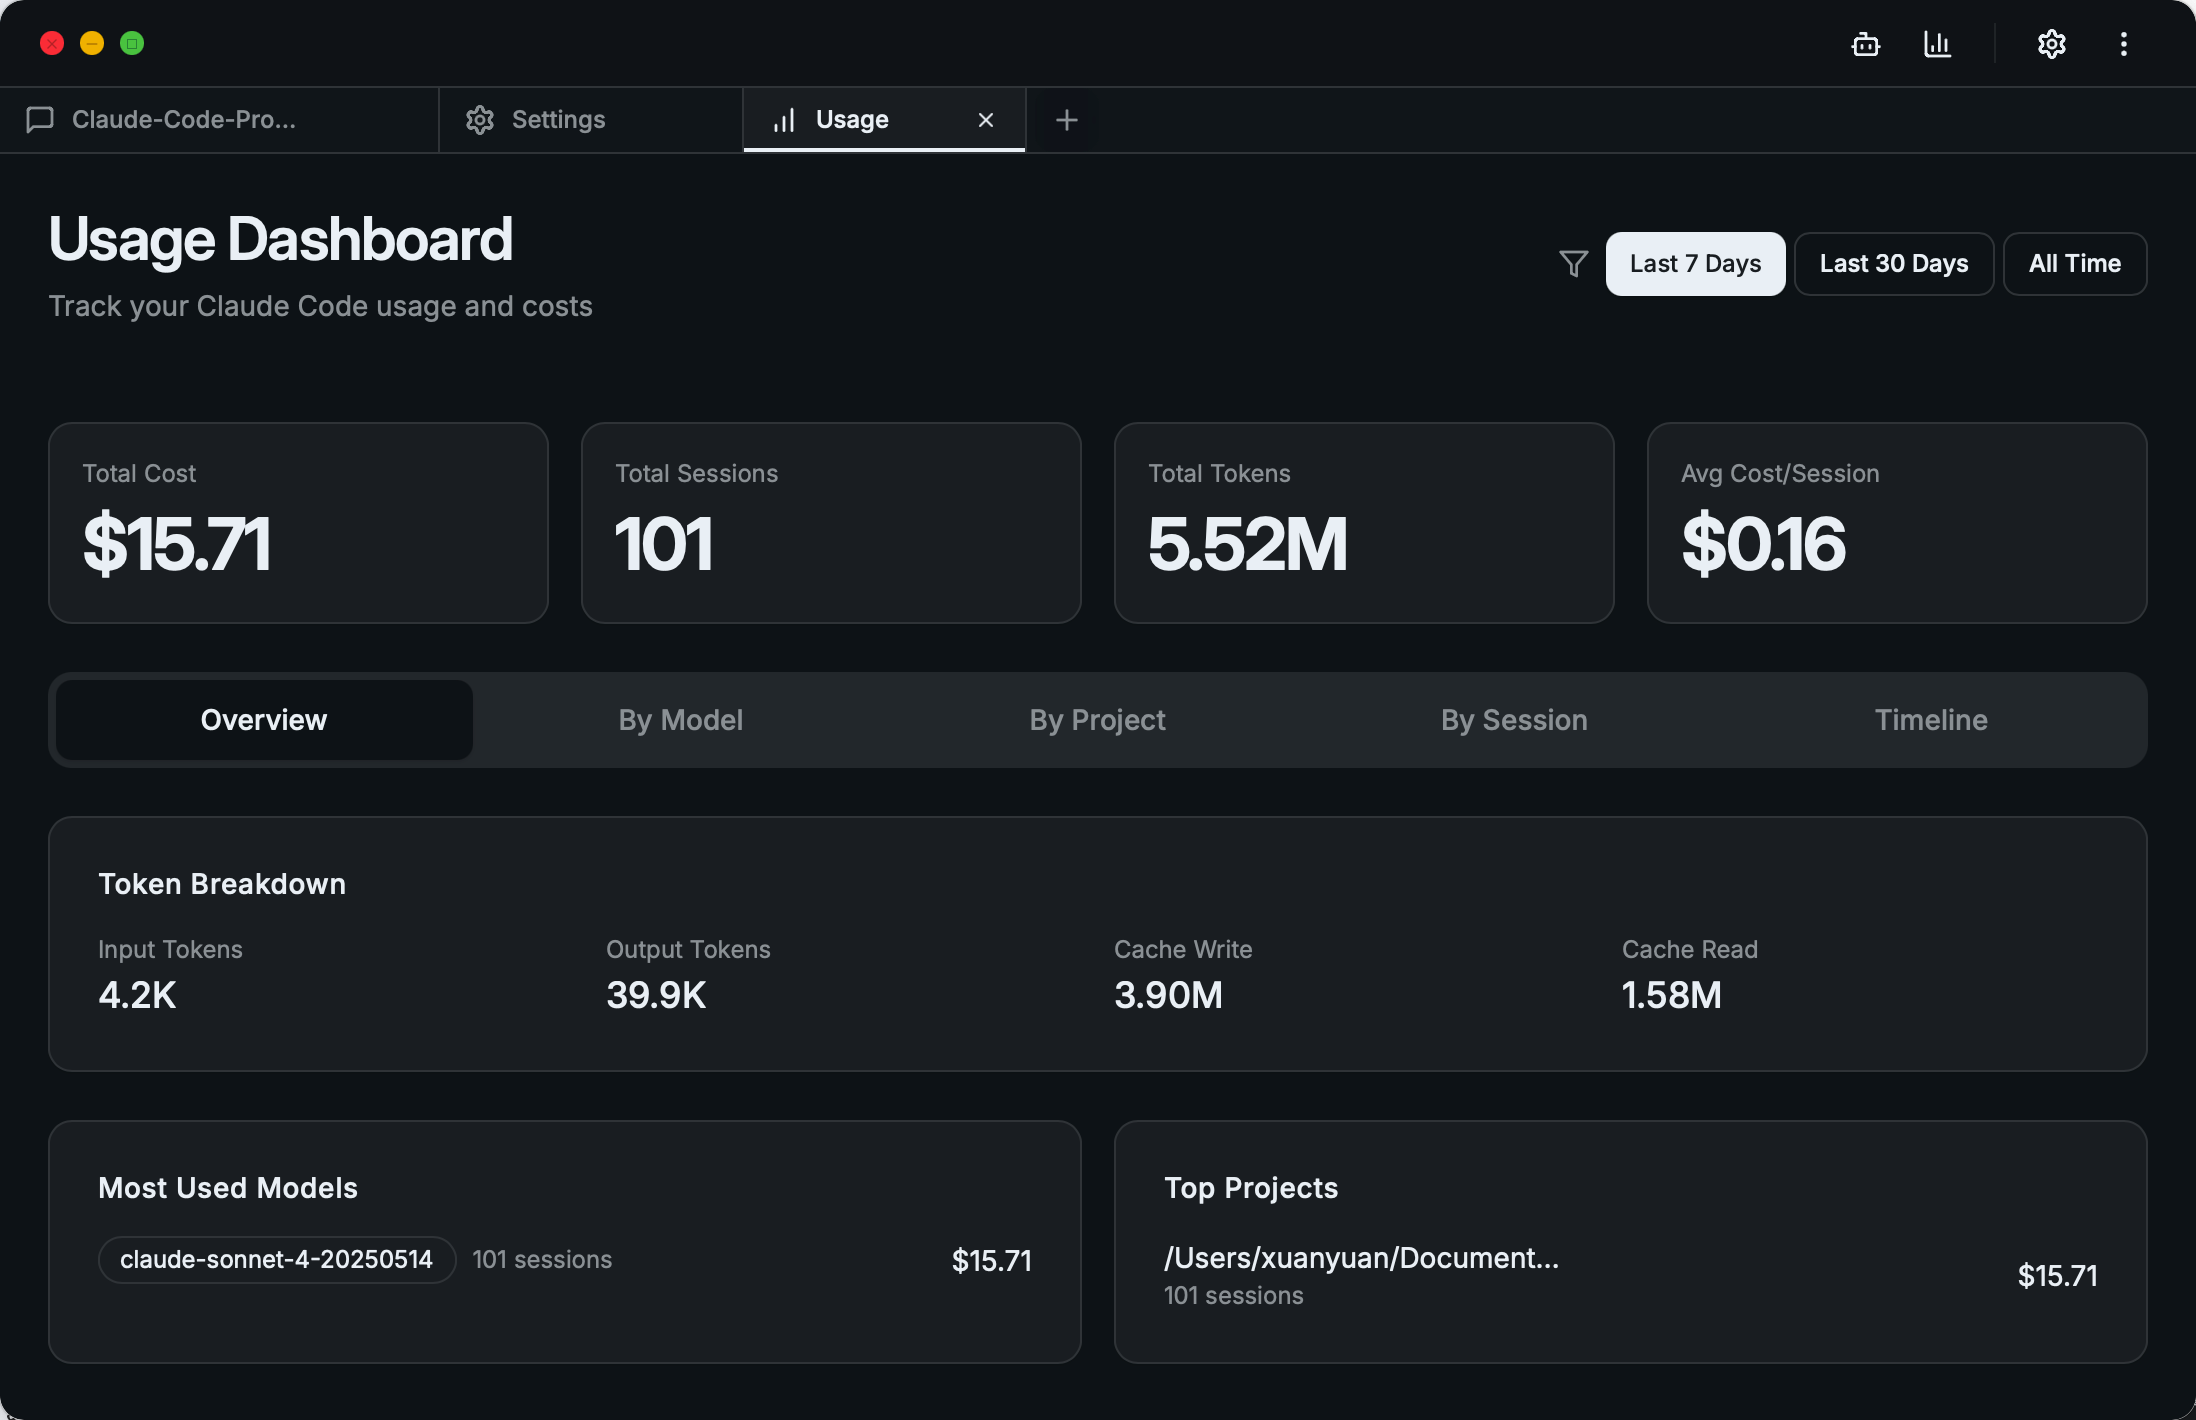 Claude-Code-Pro...
Settings
Usage
Usage Dashboard
Track your Claude Code usage and costs
Last 7 Days
Last 30 Days
All Time
Total Cost
$15.71
Total Sessions
101
Total Tokens
5.52M
Avg Cost/Session
$0.16
Overview
By Model
By Project
By Session
Timeline
Token Breakdown
Input Tokens
4.2K
Output Tokens
39.9K
Cache Write
3.90M
Cache Read
1.58M
Most Used Models
claude-sonnet-4-20250514
101 sessions
$15.71
Top Projects
/Users/xuanyuan/Document...
101 sessions
$15.71